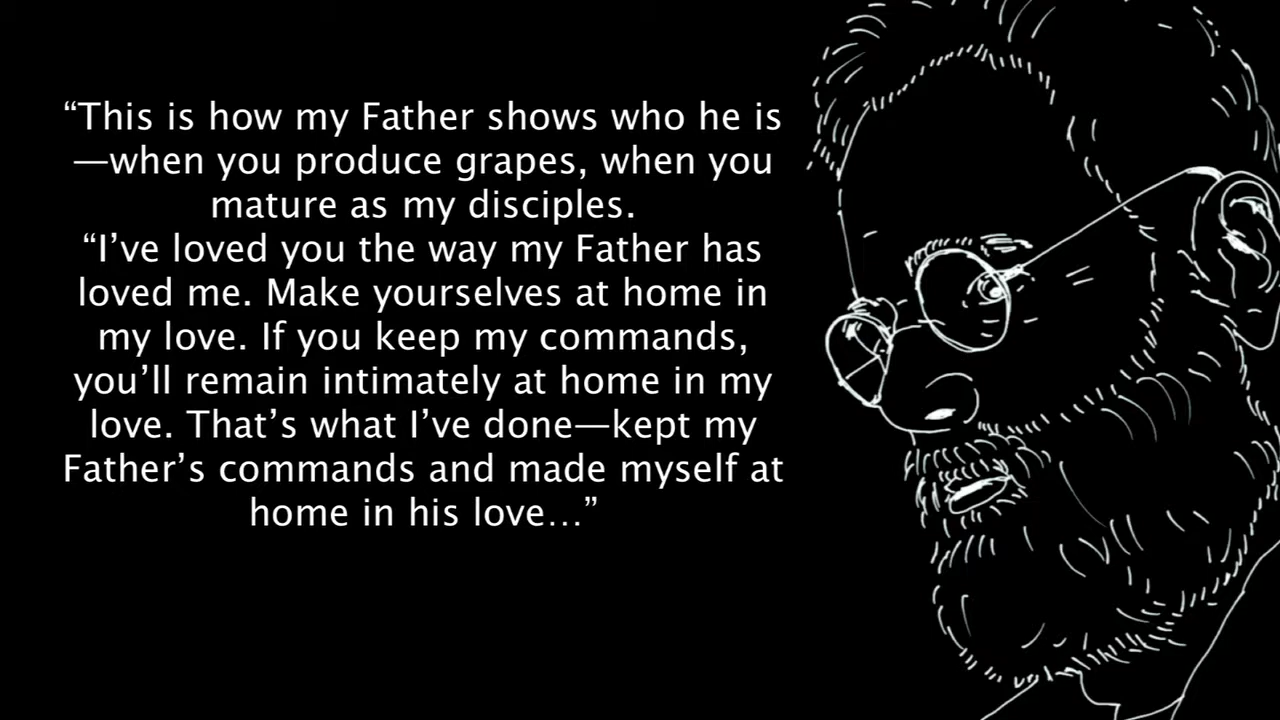 “This is how my Father shows who he is
—when you produce grapes, when you
mature as my disciples.
“I’ve loved you the way my Father has
loved me. Make yourselves at home in
my love. If you keep my commands,
you’ll remain intimately at home in my
love. That’s what I’ve done—kept my
Father’s commands and made myself at
home in his love…”